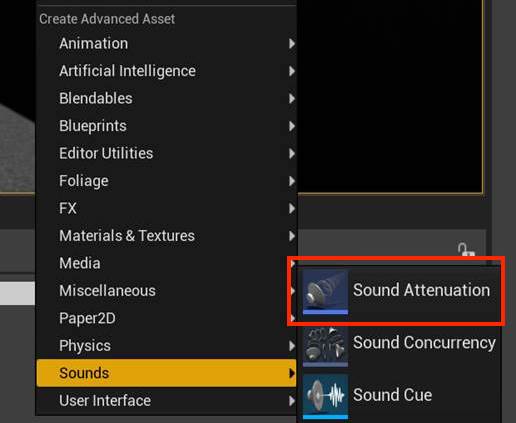 Create Advanced Asset
Animation
Artificial Intelligence
Blendables
Blueprints
Editor Utilities
Foliage
FX
Materials & Textures
Media
Miscellaneous
Paper2D
Physics
Sounds
User Interface
Sound Attenuation
Sound Concurrency
Sound Cue